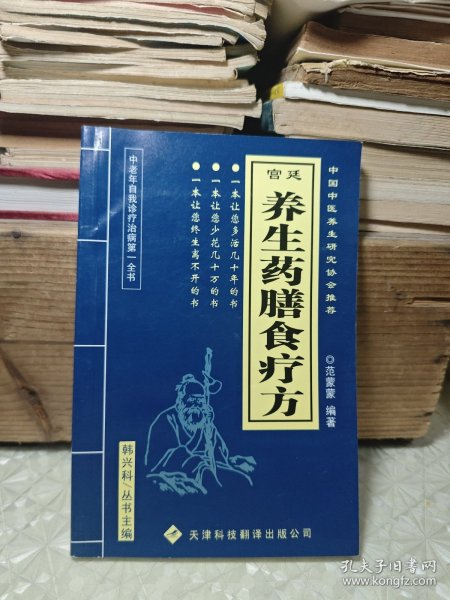 中国中医养生研究协会推荐
◎范蒙蒙 编著
宫廷
养生药膳食疗方
●一本让您多活几十年的书
●一本让您少花几十万的书
●一本让您终生离不开的书
中老年自我诊疗治病第一全书
韩兴科/丛书主编
天津科技翻译出版公司
孔夫子旧书网
www.kongfz.com